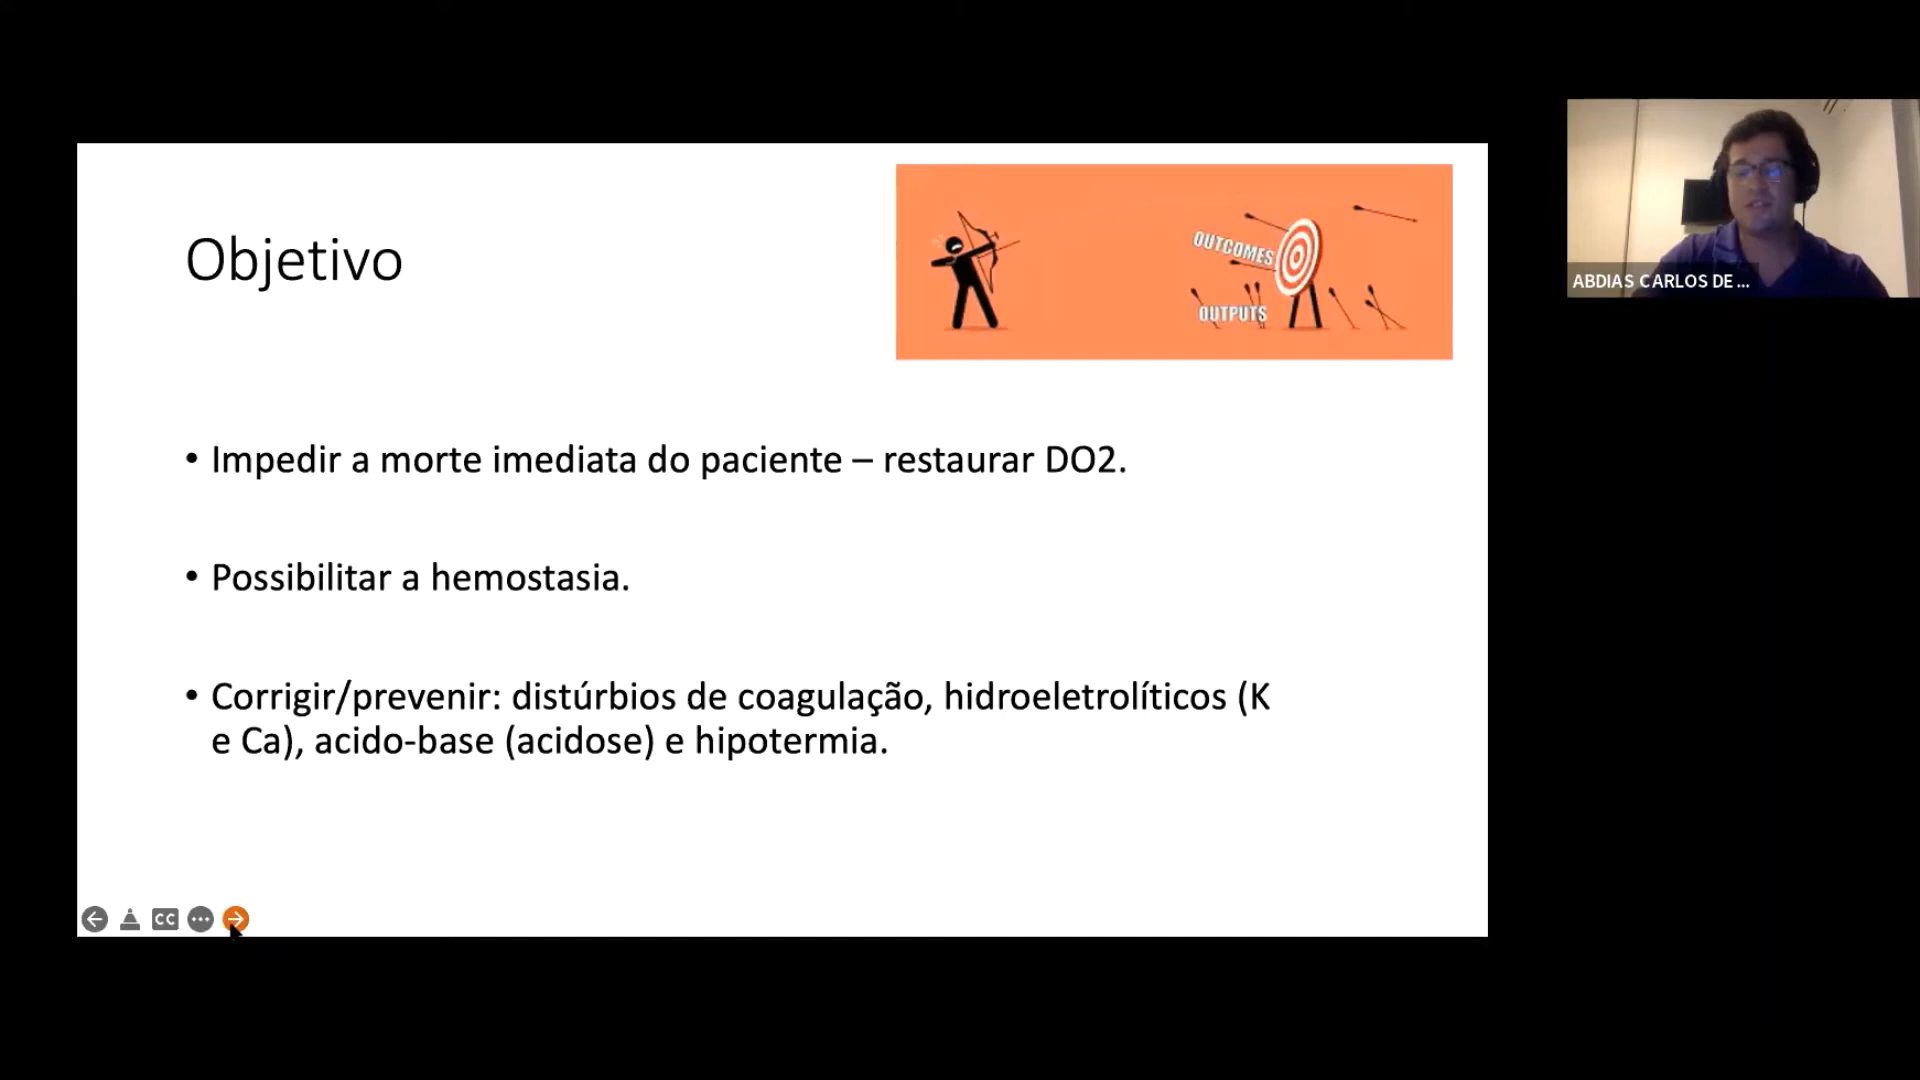 Objetivo
OUTCOMES
OUTPUTS
• Impedir a morte imediata do paciente – restaurar DO2.
• Possibilitar a hemostasia.
• Corrigir/prevenir: distúrbios de coagulação, hidroeletrolíticos (K
e Ca), acido-base (acidose) e hipotermia.
CC
ABDIAS CARLOS DE ...